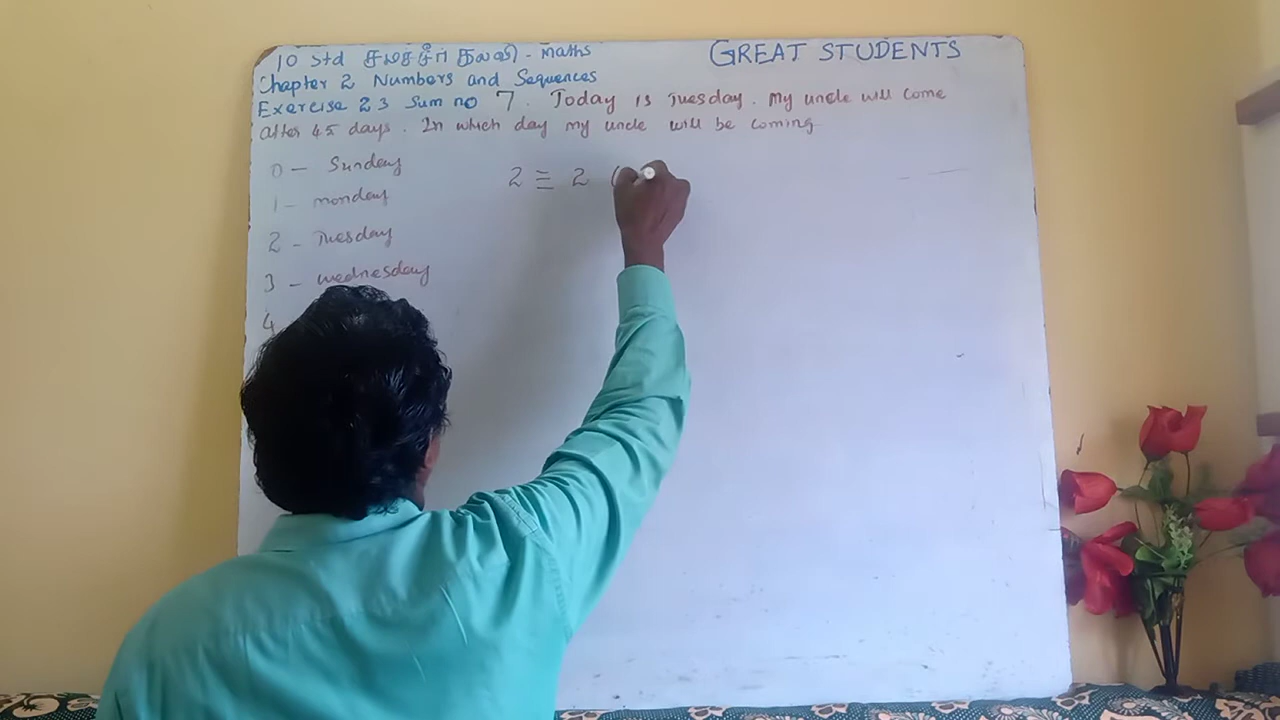 10 Std சமச்சீர் கல்வி - maths
GREAT STUDENTS
Chapter 2 Numbers and Sequences
Exercise 2 3 Sum no 7. Today is Tuesday. My uncle will come
after 45 days. In which day my uncle will be coming
0 - Sunday
1 - monday
2 - Tuesday
3 - wednesday
4
2 ≡ 2 (